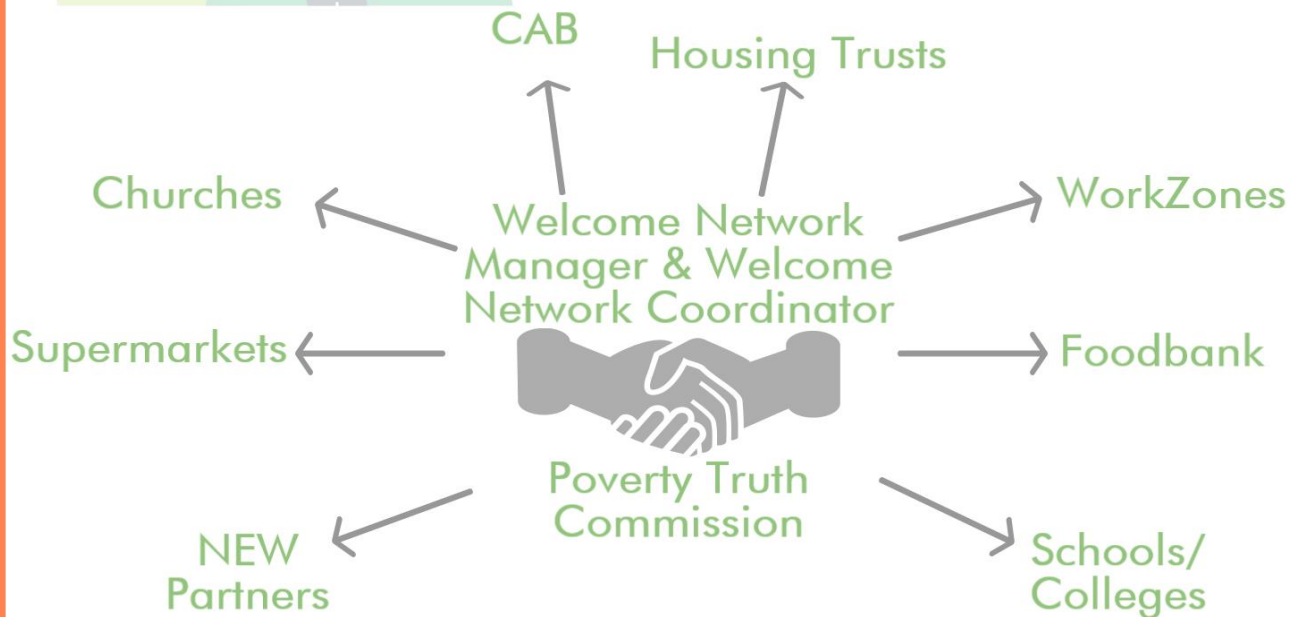 CAB
Housing Trusts
Churches
WorkZones
Welcome Network
Manager & Welcome
Network Coordinator
Supermarkets
Foodbank
Poverty Truth
Commission
NEW
Partners
Schools/
Colleges